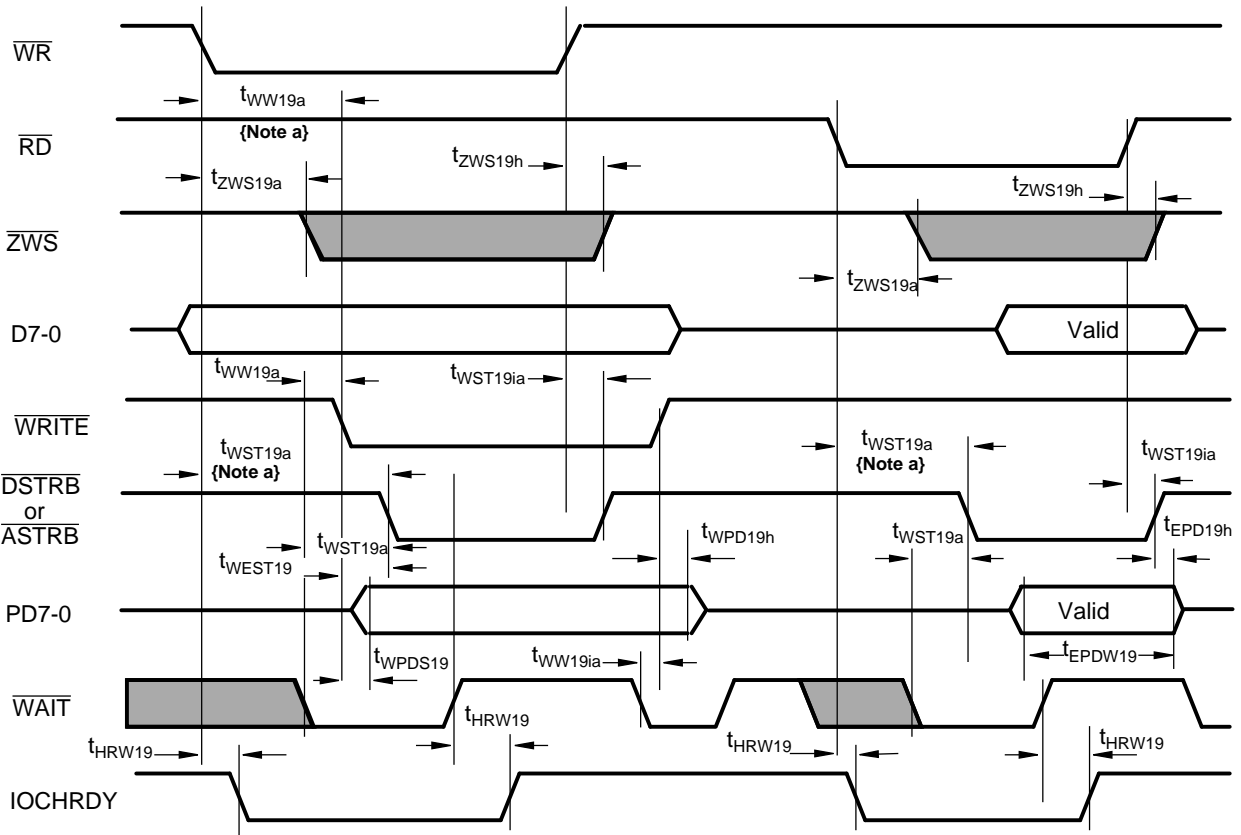 WR
tWW19a
{Note a}
RD
tZWS19h
tZWS19a
tZWS19h
ZWS
tZWS19a
D7-0
Valid
tWW19a
tWST19ia
WRITE
tWST19a
{Note a}
tWST19a
{Note a}
tWST19ia
DSTRB
or
ASTRB
tWST19a
tWPD19h
tWST19a
tEPD19h
tWEST19
PD7-0
Valid
tWPDS19
tWW19ia
tEPDW19
WAIT
tHRW19
tHRW19
tHRW19
tHRW19
IOCHRDY